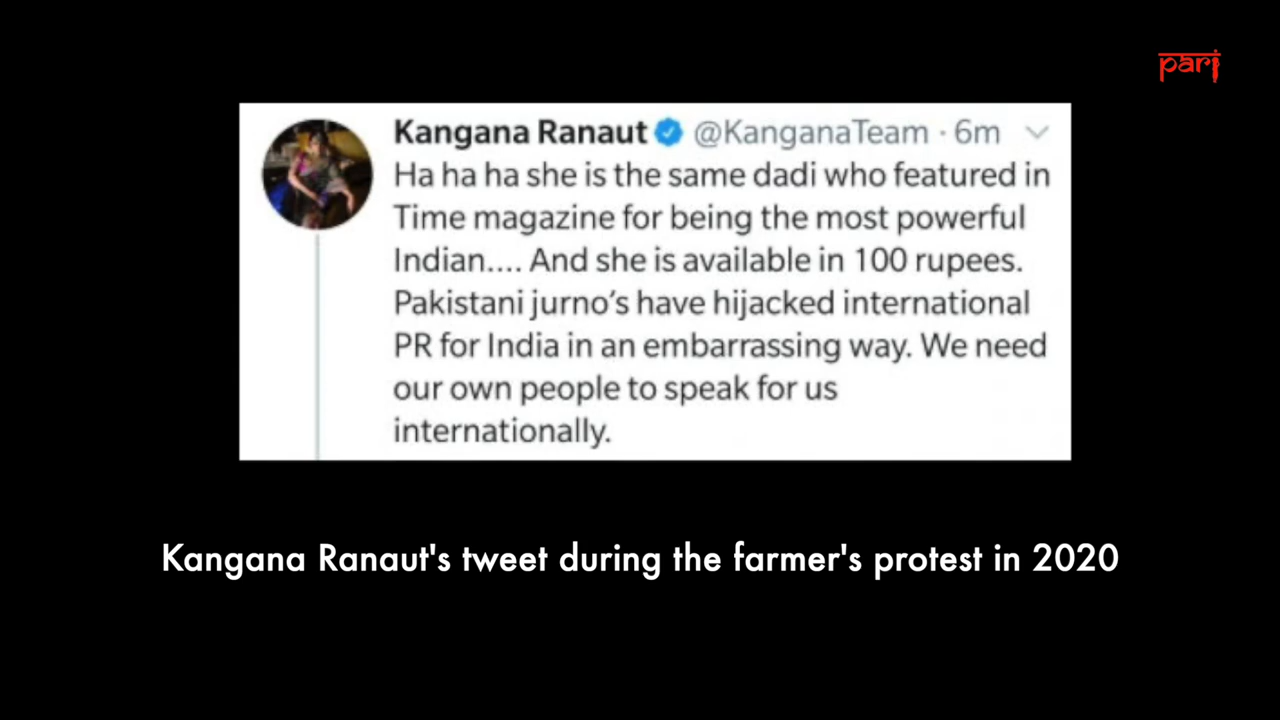 pari
Kangana Ranaut @KanganaTeam · 6m
Ha ha ha she is the same dadi who featured in
Time magazine for being the most powerful
Indian.... And she is available in 100 rupees.
Pakistani jurno's have hijacked international
PR for India in an embarrassing way. We need
our own people to speak for us
internationally.
Kangana Ranaut's tweet during the farmer's protest in 2020